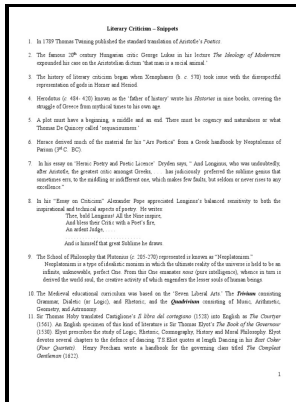 Literary Criticism – Snippets
1. In 1789 Thomas Twining published the standard translation of Aristotle's Poetics.
2. The famous 20th century Hungarian critic George Lukas in his lecture The Ideology of Modernism
expounded his case on the Aristotelian dictum 'that man is a social animal.'
3. The history of literary criticism began when Xenophanes (b. c. 570) took issue with the disrespectful
representation of gods in Homer and Hesiod.
4. Herodotus (c. 484- 420) known as the 'father of history' wrote his Histories in nine books, covering the
struggle of Greece from mythical times to his own age.
5. A plot must have a beginning, a middle and an end. There must be cogency and naturalness or what
Thomas De Quincey called 'sequaciousness.'
6. Horace derived much of the material for his "Ars Poetica" from a Greek handbook by Neoptolemus of
Parium (3rd C. BC)
7. In his essay on "Heroic Poetry and Poetic Licence" Dryden says, " And Longinus, who was undoubtedly,
after Aristotle, the greatest critic amongst Greeks, has judiciously preferred the sublime genius that
sometimes errs, to the middling or indifferent one, which makes few faults, but seldom or never rises to any
excellence."
8. In his "Essay on Criticism" Alexander Pope appreciated Longinus's balanced sensitivity to both the
inspirational and technical aspects of poetry. He writes:
Thee, bold Longinus! All the Nine inspire,
And bless their Critic with a Poet's fire;
An ardent Judge, . . .
And is himself that great Sublime he draws.
9. The School of Philosophy that Plotinus (c. 205-270) represented is known as "Neoplatonism."
Neoplatonism is a type of idealistic monism in which the ultimate reality of the universe is held to be an
infinite, unknowable, perfect One. From this One emanates nous (pure intelligence), whence in turn is
derived the world soul, the creative activity of which engenders the lesser souls of human beings.
10. The Medieval educational curriculum was based on the 'Seven Liberal Arts.' The Trivium consisting
Grammar, Dialetic (or Logic), and Rhetoric, and the Quadrivium consisting of Music, Arithmetic,
Geometry, and Astronomy.
11. Sir Thomas Hoby translated Castiglione's Il libro del cortegiano (1528) into English as The Courtyer
(1561). An English specimen of this kind of literature is Sir Thomas Elyot's The Book of the Governour
(1530). Elyot prescribes the study of Logic, Rhetoric, Cosmography, History and Moral Philosophy. Elyot
devotes several chapters to the defence of dancing. T.S.Eliot quotes at length Dancing in his East Coker
(Four Quartets). Henry Peecham wrote a handbook for the governing class titled The Compleat
Gentleman (1622).
1